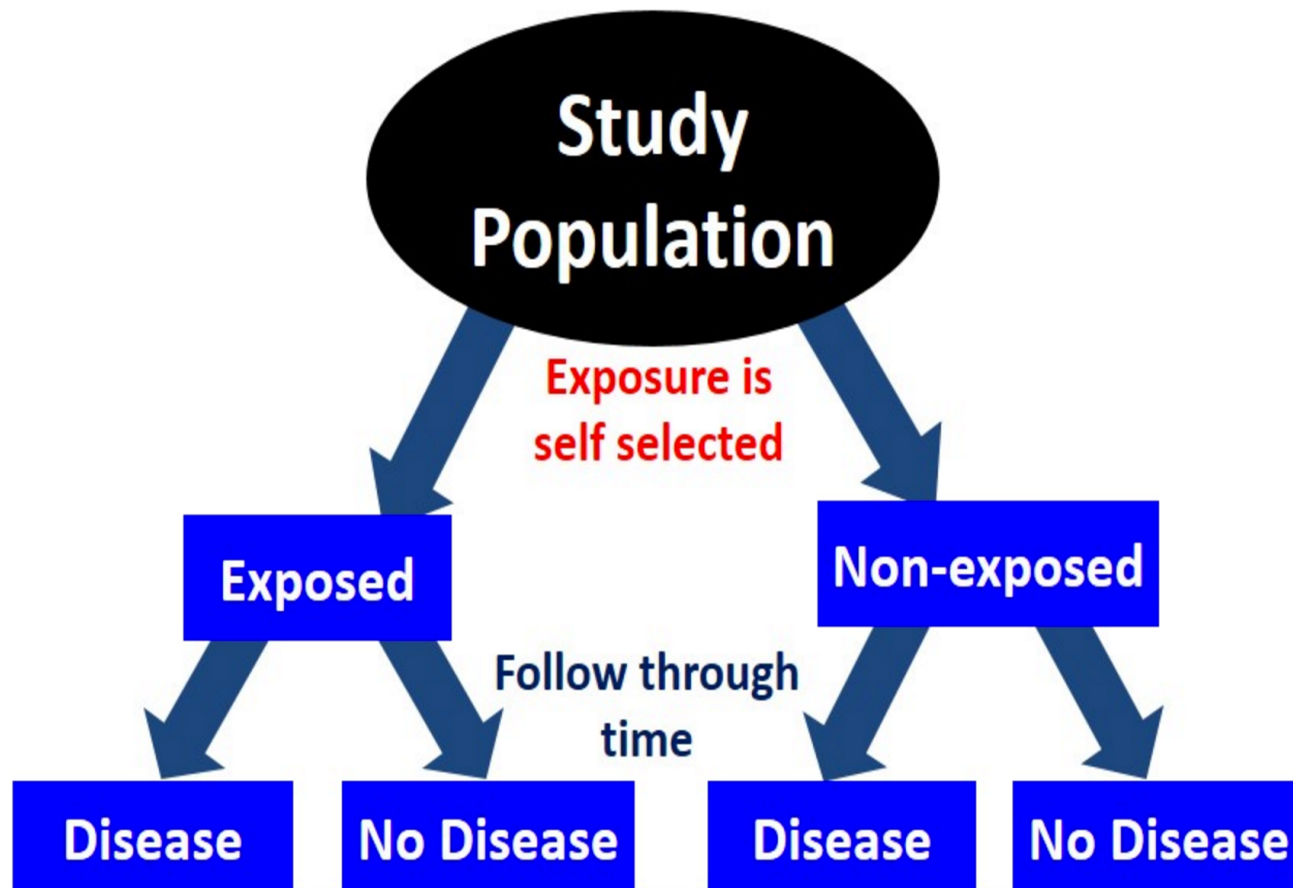 Study
Population
Exposure is
self selected
Exposed
Non-exposed
Follow through
time
Disease
No Disease
Disease
No Disease